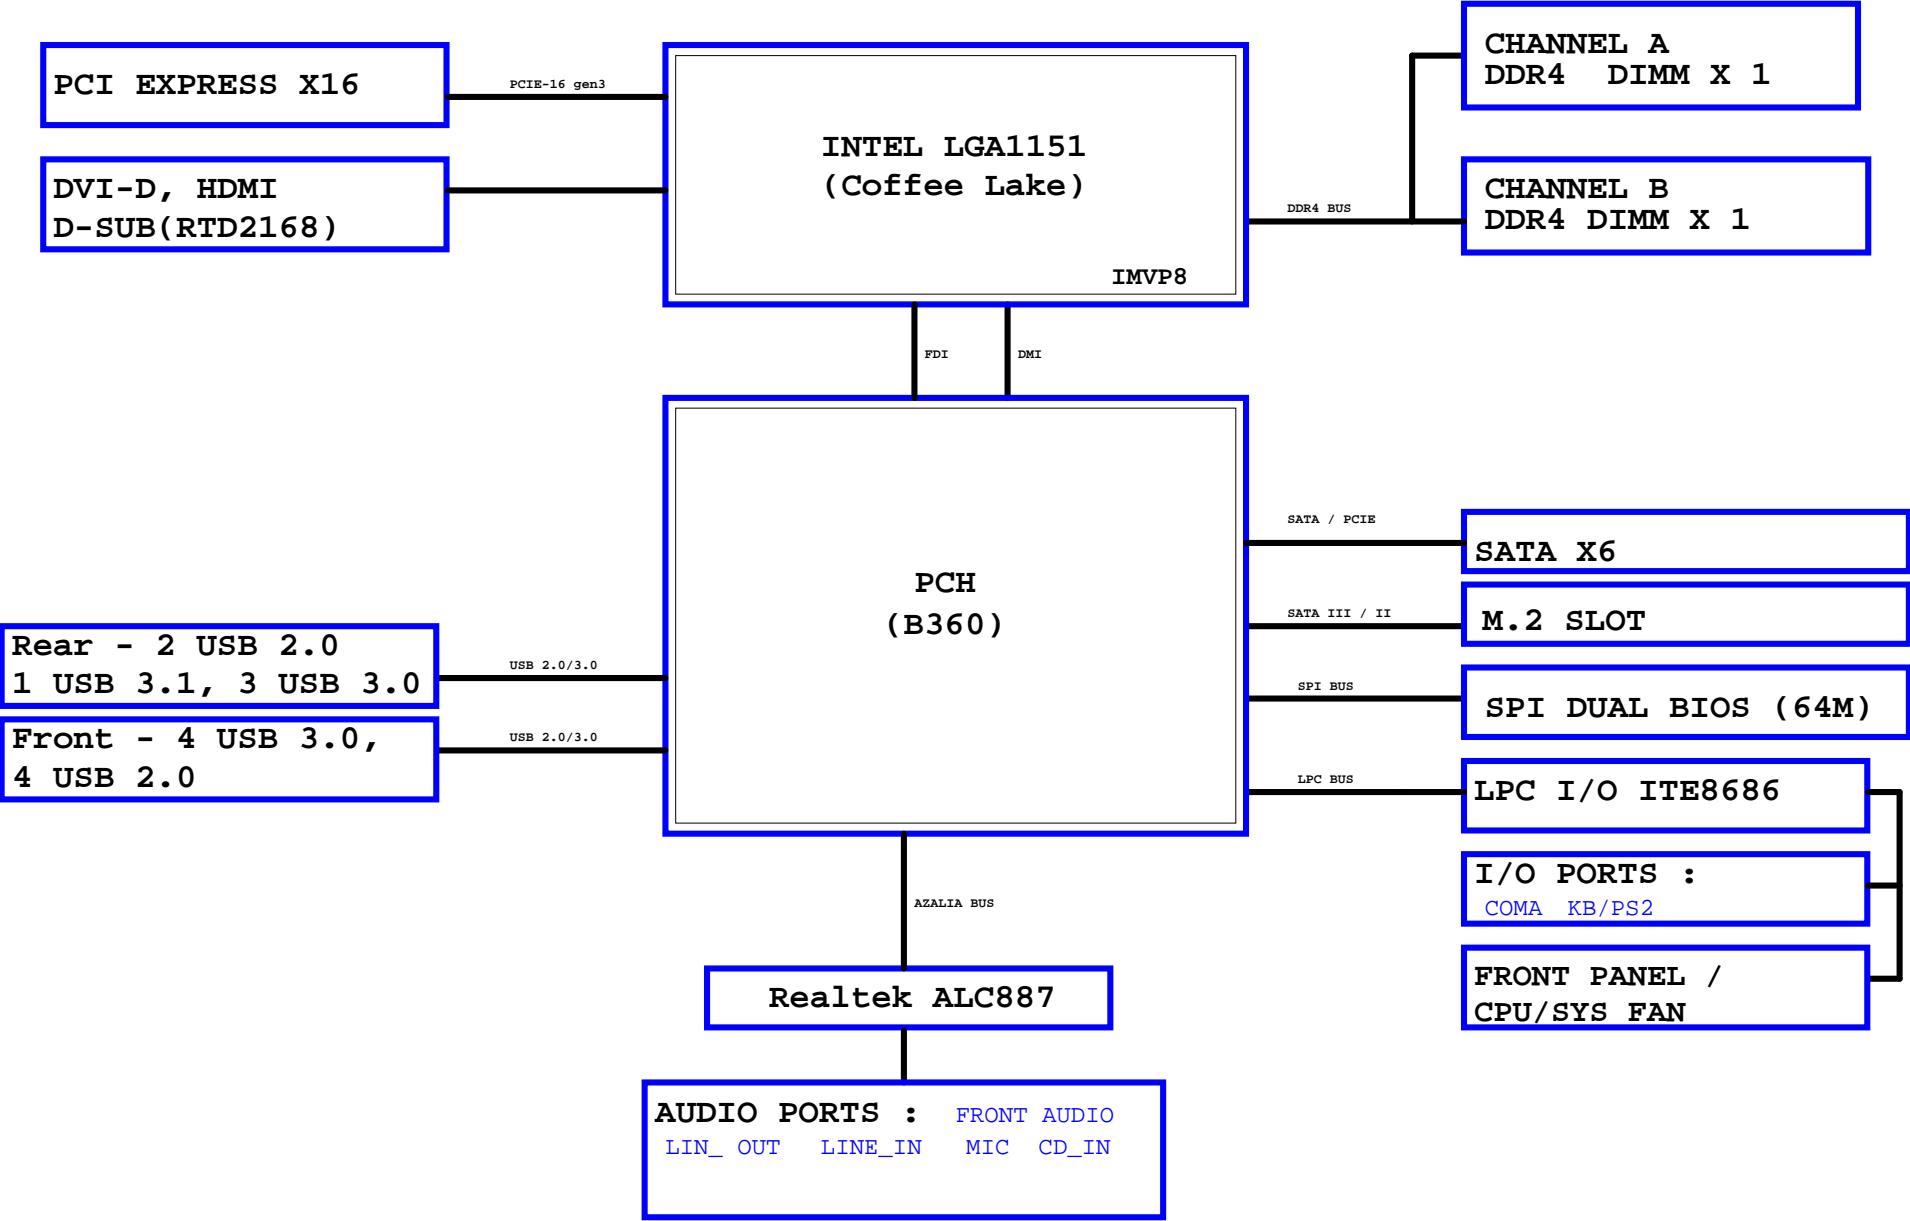 PCI EXPRESS X16
PCIE-16 gen3
DVI-D, HDMI
D-SUB(RTD2168)
INTEL LGA1151
(Coffee Lake)
IMVP8
CHANNEL A
DDR4 DIMM X 1
DDR4 BUS
CHANNEL B
DDR4 DIMM X 1
FDI
DMI
PCH
(B360)
SATA / PCIE
SATA X6
SATA III / II
M.2 SLOT
SPI BUS
SPI DUAL BIOS (64M)
LPC BUS
LPC I/O ITE8686
I/O PORTS :
COMA KB/PS2
FRONT PANEL /
CPU/SYS FAN
Rear - 2 USB 2.0
1 USB 3.1, 3 USB 3.0
USB 2.0/3.0
Front - 4 USB 3.0,
4 USB 2.0
USB 2.0/3.0
AZALIA BUS
Realtek ALC887
AUDIO PORTS : FRONT AUDIO
LIN_ OUT LINE_IN MIC CD_IN